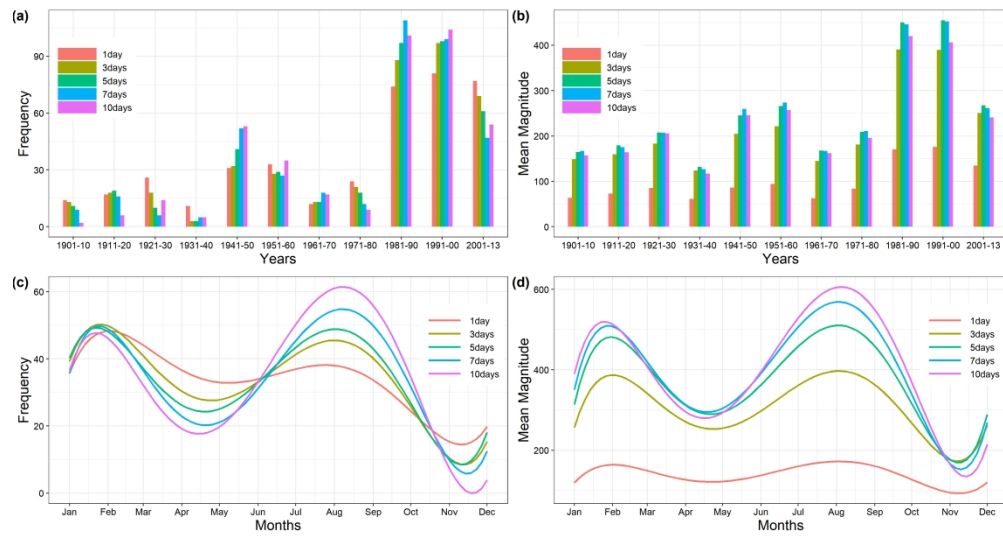 (a)
Frequency
90
60
30
0
1day
3days
5days
7days
10days
1901-10 1911-20 1921-30 1931-40 1941-50 1951-60 1961-70 1971-80 1981-90 1991-00 2001-13
Years
(b)
Mean Magnitude
400
300
200
100
0
1day
3days
5days
7days
10days
1901-10 1911-20 1921-30 1931-40 1941-50 1951-60 1961-70 1971-80 1981-90 1991-00 2001-13
Years
(c)
Frequency
60
40
20
0
1day
3days
5days
7days
10days
Jan Feb Mar Apr May Jun Jul Aug Sep Oct Nov Dec
Months
(d)
Mean Magnitude
600
400
200
1day
3days
5days
7days
10days
Jan Feb Mar Apr May Jun Jul Aug Sep Oct Nov Dec
Months